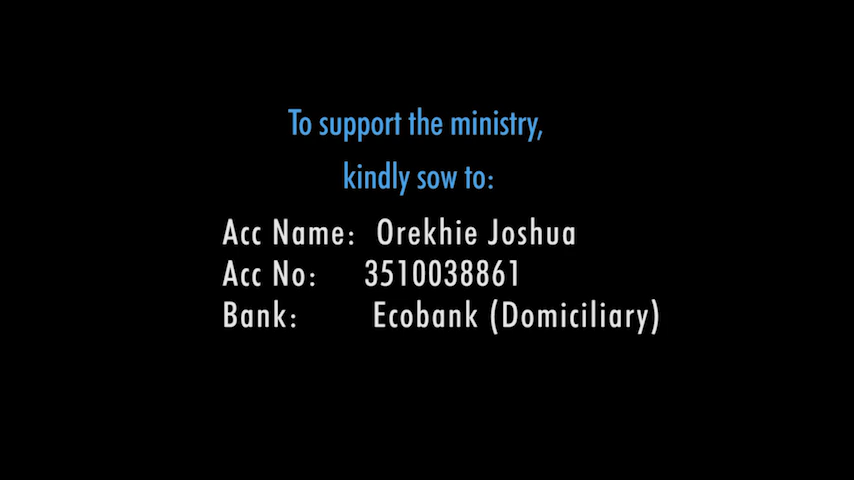 To support the ministry,
kindly sow to:
Acc Name: Orekhie Joshua
Acc No: 3510038861
Bank: Ecobank (Domiciliary)